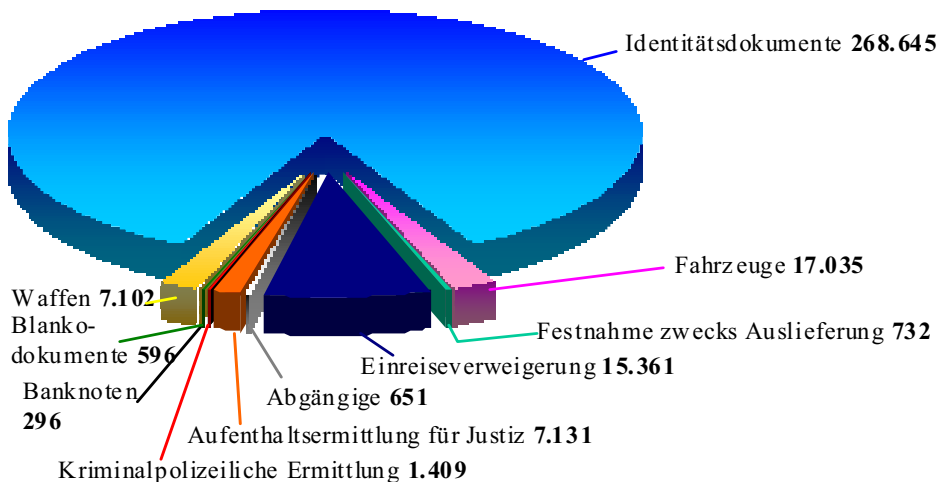 Identitätsdokumente 268.645
Fahrzeuge 17.035
Festnahme zwecks Auslieferung 732
Einreiseverweigerung 15.361
Abgängige 651
Aufenthaltsermittlung für Justiz 7.131
Kriminalpolizeiliche Ermittlung 1.409
Banknoten
296
Blanko-
dokumente 596
Waffen 7.102